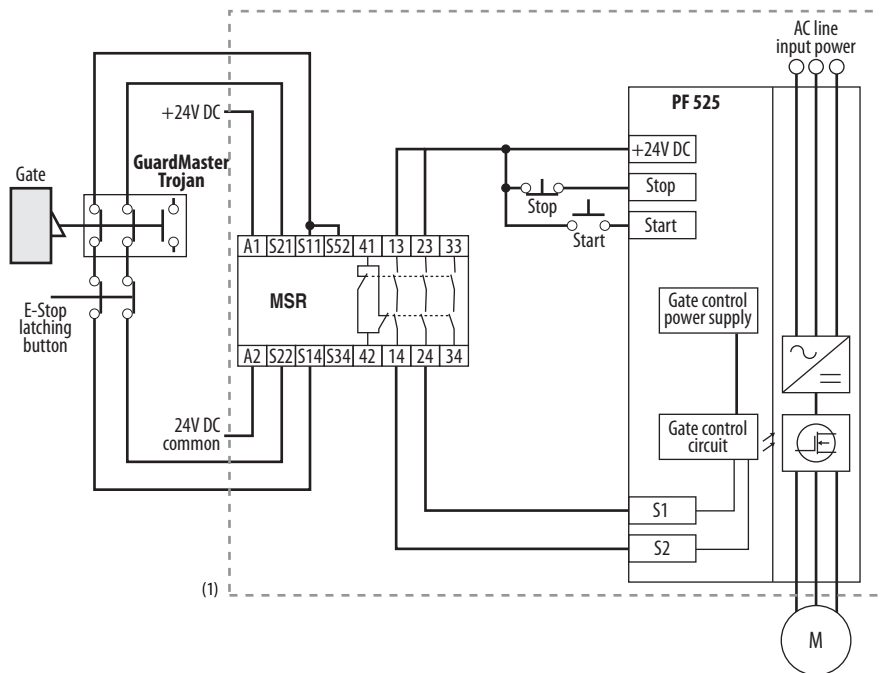 AC line
input power
PF 525
+24V DC
GuardMaster
Trojan
Gate
+24V DC
Stop
Stop
Start
Start
A1 S21 S11 S52 41 13 23 33
MSR
E-Stop
latching
button
Gate control
power supply
A2 S22 S14 S34 42 14 24 34
24V DC
common
Gate control
circuit
S1
S2
(1)
M